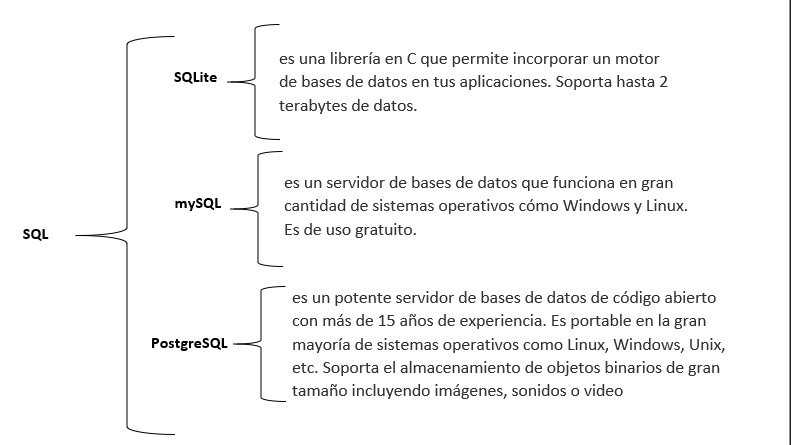 SQL
SQLite
es una librería en C que permite incorporar un motor
de bases de datos en tus aplicaciones. Soporta hasta 2
terabytes de datos.
mySQL
es un servidor de bases de datos que funciona en gran
cantidad de sistemas operativos cómo Windows y Linux.
Es de uso gratuito.
PostgreSQL
es un potente servidor de bases de datos de código abierto
con más de 15 años de experiencia. Es portable en la gran
mayoría de sistemas operativos como Linux, Windows, Unix,
etc. Soporta el almacenamiento de objetos binarios de gran
tamaño incluyendo imágenes, sonidos o video